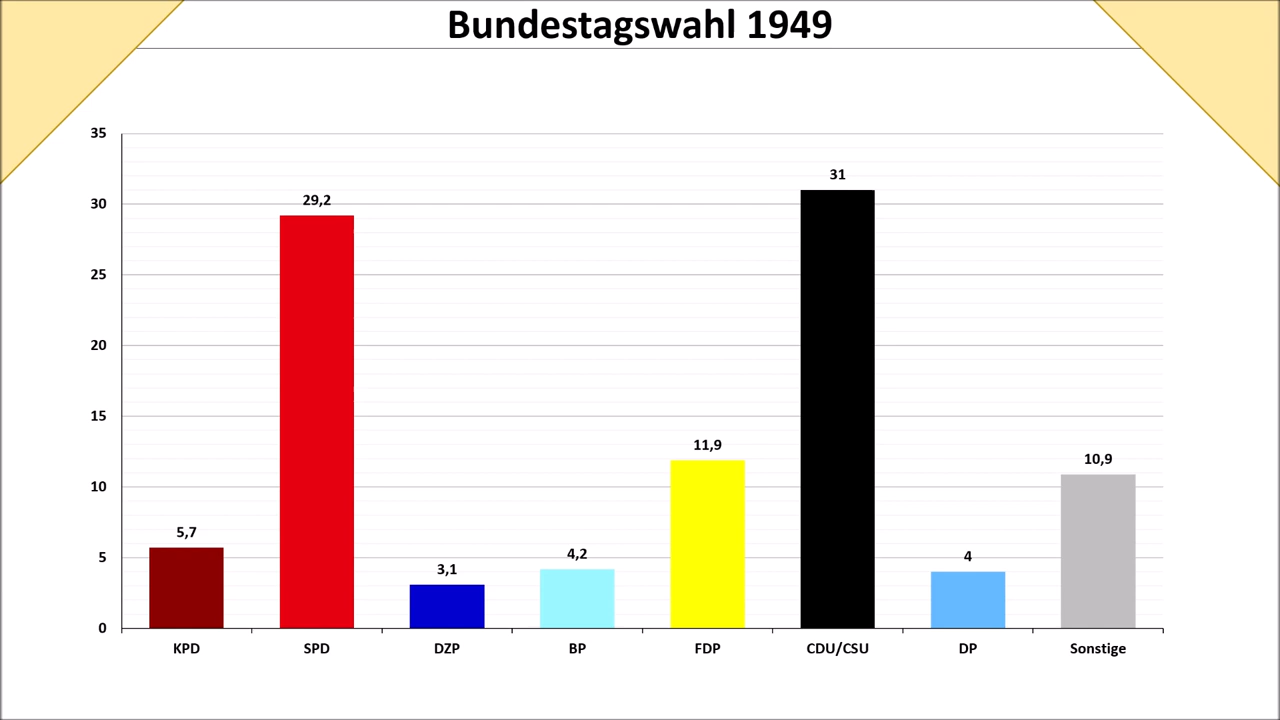 Bundestagswahl 1949
35
30
25
20
15
10
5
0
5,7
29,2
3,1
4,2
11,9
31
4
10,9
KPD
SPD
DZP
BP
FDP
CDU/CSU
DP
Sonstige